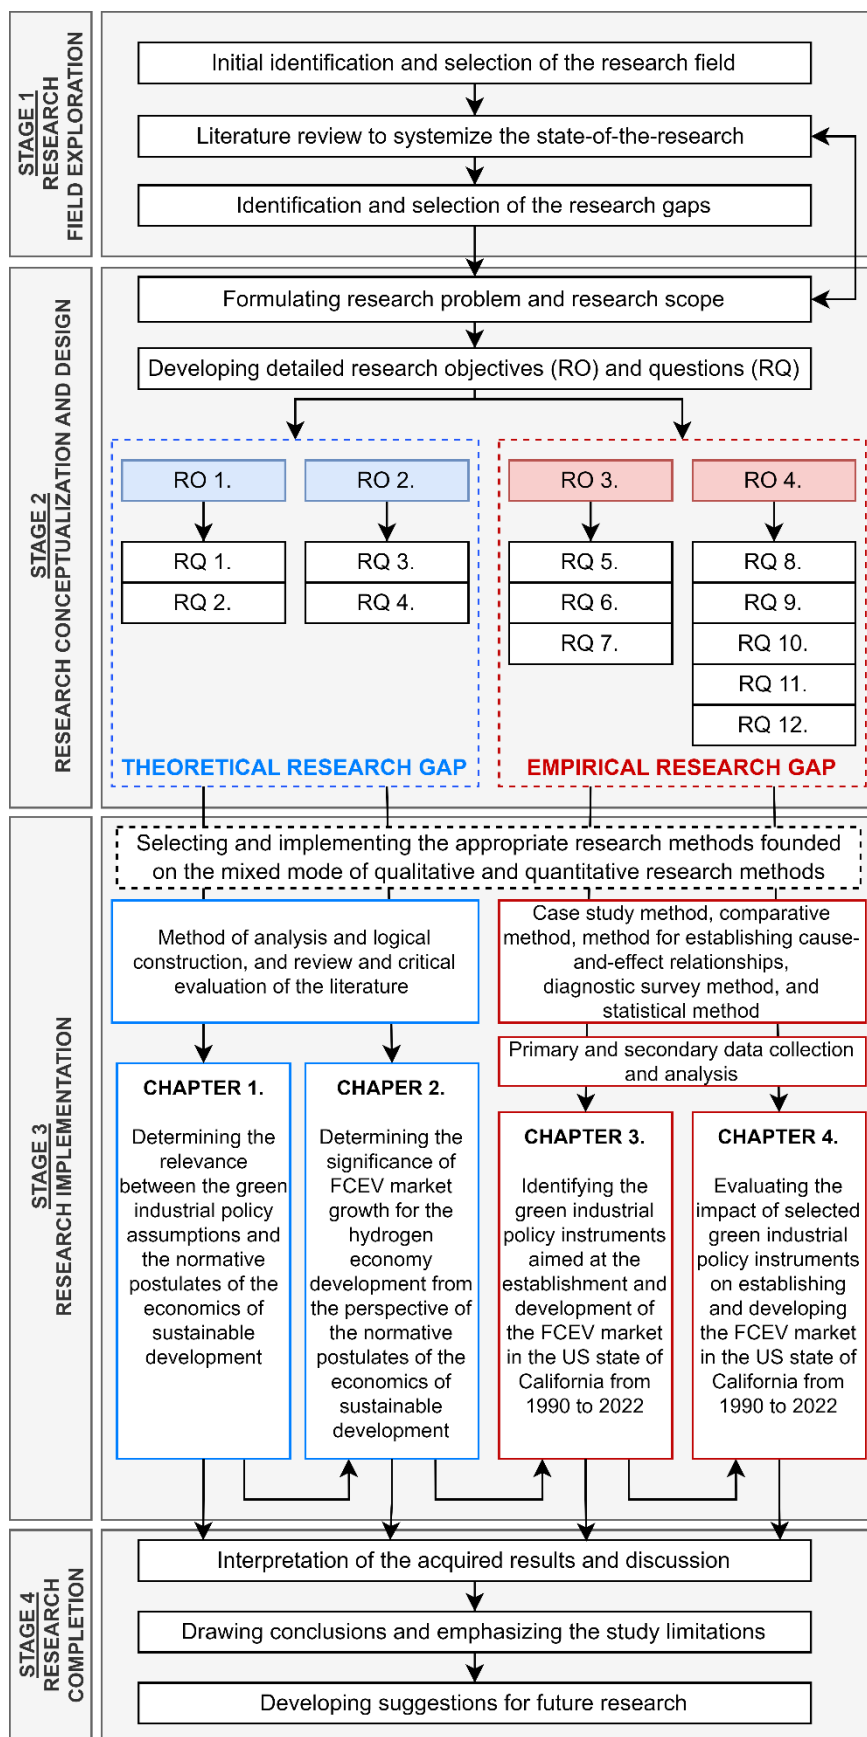 STAGE 1
RESEARCH
FIELD EXPLORATION
Initial identification and selection of the research field
Literature review to systemize the state-of-the-research
Identification and selection of the research gaps
STAGE 2
RESEARCH CONCEPTUALIZATION AND DESIGN
Formulating research problem and research scope
Developing detailed research objectives (RO) and questions (RQ)
RO 1.
RQ 1.
RQ 2.
RO 2.
RQ 3.
RQ 4.
THEORETICAL RESEARCH GAP
RO 3.
RQ 5.
RQ 6.
RQ 7.
RO 4.
RQ 8.
RQ 9.
RQ 10.
RQ 11.
RQ 12.
EMPIRICAL RESEARCH GAP
STAGE 3
RESEARCH IMPLEMENTATION
Selecting and implementing the appropriate research methods founded
on the mixed mode of qualitative and quantitative research methods
Method of analysis and logical
construction, and review and critical
evaluation of the literature
Case study method, comparative
method, method for establishing cause-
and-effect relationships,
diagnostic survey method, and
statistical method
Primary and secondary data collection
and analysis
CHAPTER 1.
Determining the
relevance
between the green
industrial policy
assumptions and
the normative
postulates of the
economics of
sustainable
development
CHAPER 2.
Determining the
significance of
FCEV market
growth for the
hydrogen
economy
development from
the perspective of
the normative
postulates of the
economics of
sustainable
development
CHAPTER 3.
Identifying the
green industrial
policy instruments
aimed at the
establishment and
development of
the FCEV market
in the US state of
California from
1990 to 2022
CHAPTER 4.
Evaluating the
impact of selected
green industrial
policy instruments
on establishing
and developing
the FCEV market
in the US state of
California from
1990 to 2022
STAGE 4
RESEARCH
COMPLETION
Interpretation of the acquired results and discussion
Drawing conclusions and emphasizing the study limitations
Developing suggestions for future research